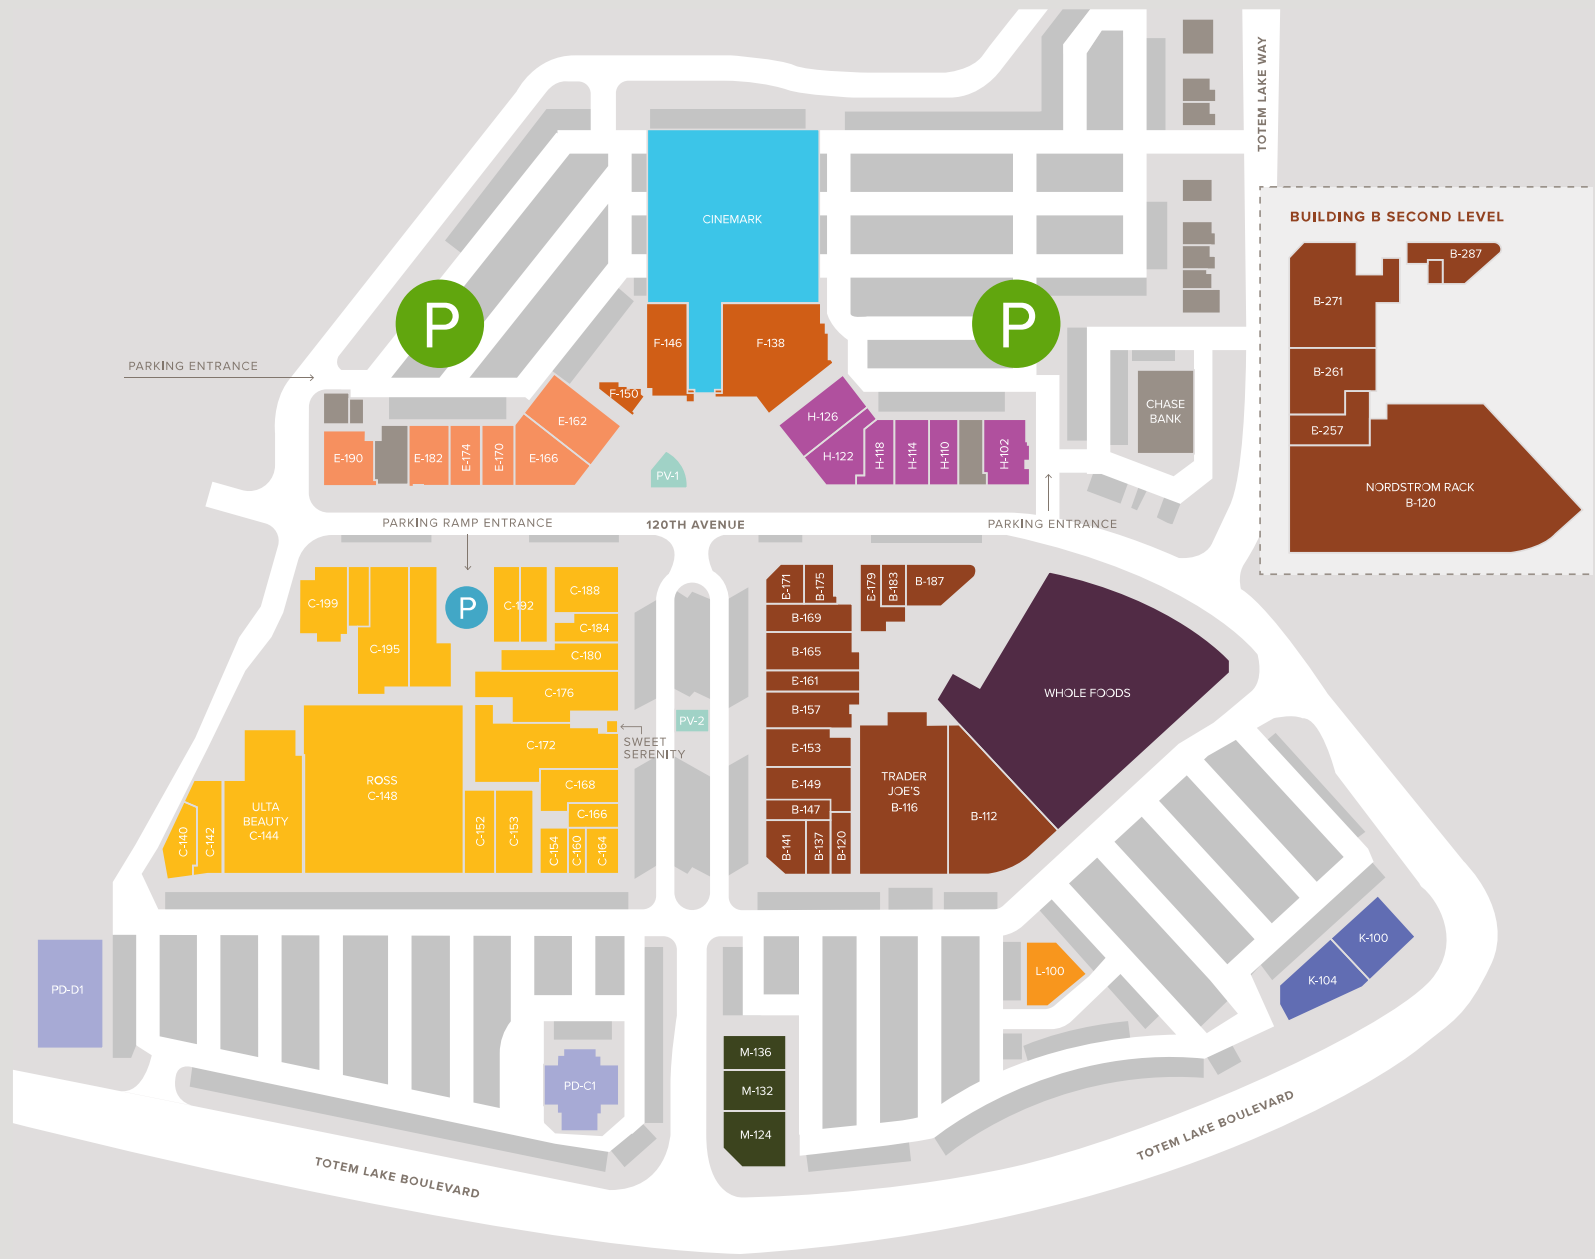 TOTEM LAKE WAY
CINEMARK
BUILDING B SECOND LEVEL
B-287
B-271
B-261
E-257
NORDSTROM RACK
B-120
P
P
PARKING ENTRANCE
F-146
F-138
F-150
E-162
E-190
E-182
E-174
E-170
E-166
H-126
H-122
H-118
H-114
H-110
H-102
CHASE
BANK
PV-1
PARKING RAMP ENTRANCE
120TH AVENUE
PARKING ENTRANCE
C-199
C-195
P
C-192
C-188
C-184
C-180
C-176
C-172
SWEET
SERENITY
PV-2
C-168
C-166
C-164
C-160
C-154
C-153
C-152
ROSS
C-148
ULTA
BEAUTY
C-144
C-142
C-140
E-171
B-175
E-179
B-183
B-187
B-169
B-165
E-161
B-157
E-153
E-149
B-147
B-141
B-137
B-120
TRADER
JOE'S
B-116
B-112
WHOLE FOODS
PD-D1
PD-C1
M-136
M-132
M-124
L-100
K-100
K-104
TOTEM LAKE BOULEVARD
TOTEM LAKE BOULEVARD